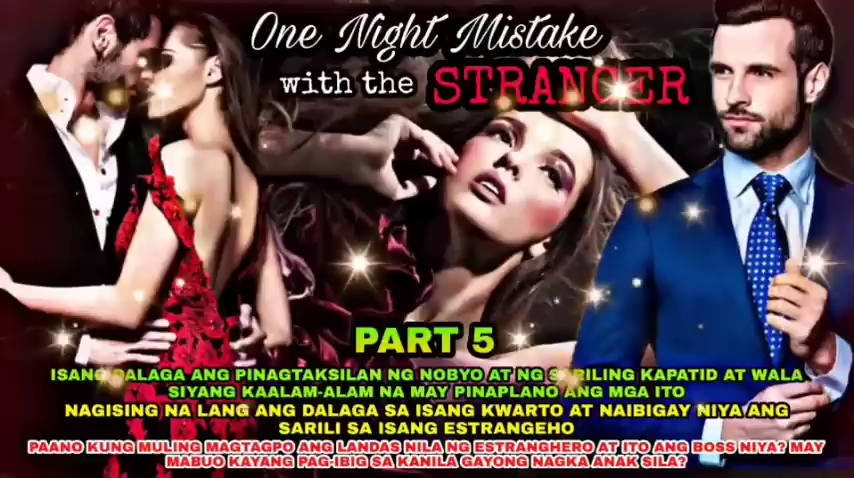 One Night Mistake
with the STRANGER
PART 5
ISANG DALAGA ANG PINAGTAKSILAN NG NOBYO AT NG SARILING KAPATID AT WALA
SIYANG KAALAM-ALAM NA MAY PINAPLANO ANG MGA ITO
NAGISING NA LANG ANG DALAGA SA ISANG KWARTO AT NAIBIGAY NIYA ANG
SARILI SA ISANG ESTRANGEHO
PAANO KUNG MULING MAGTAGPO ANG LANDAS NILA NG ESTRANGHERO AT ITO ANG BOSS NIYA? MAY
MABUO KAYANG PAG-IBIG SA KANILA GAYONG NAGKA ANAK SILA?